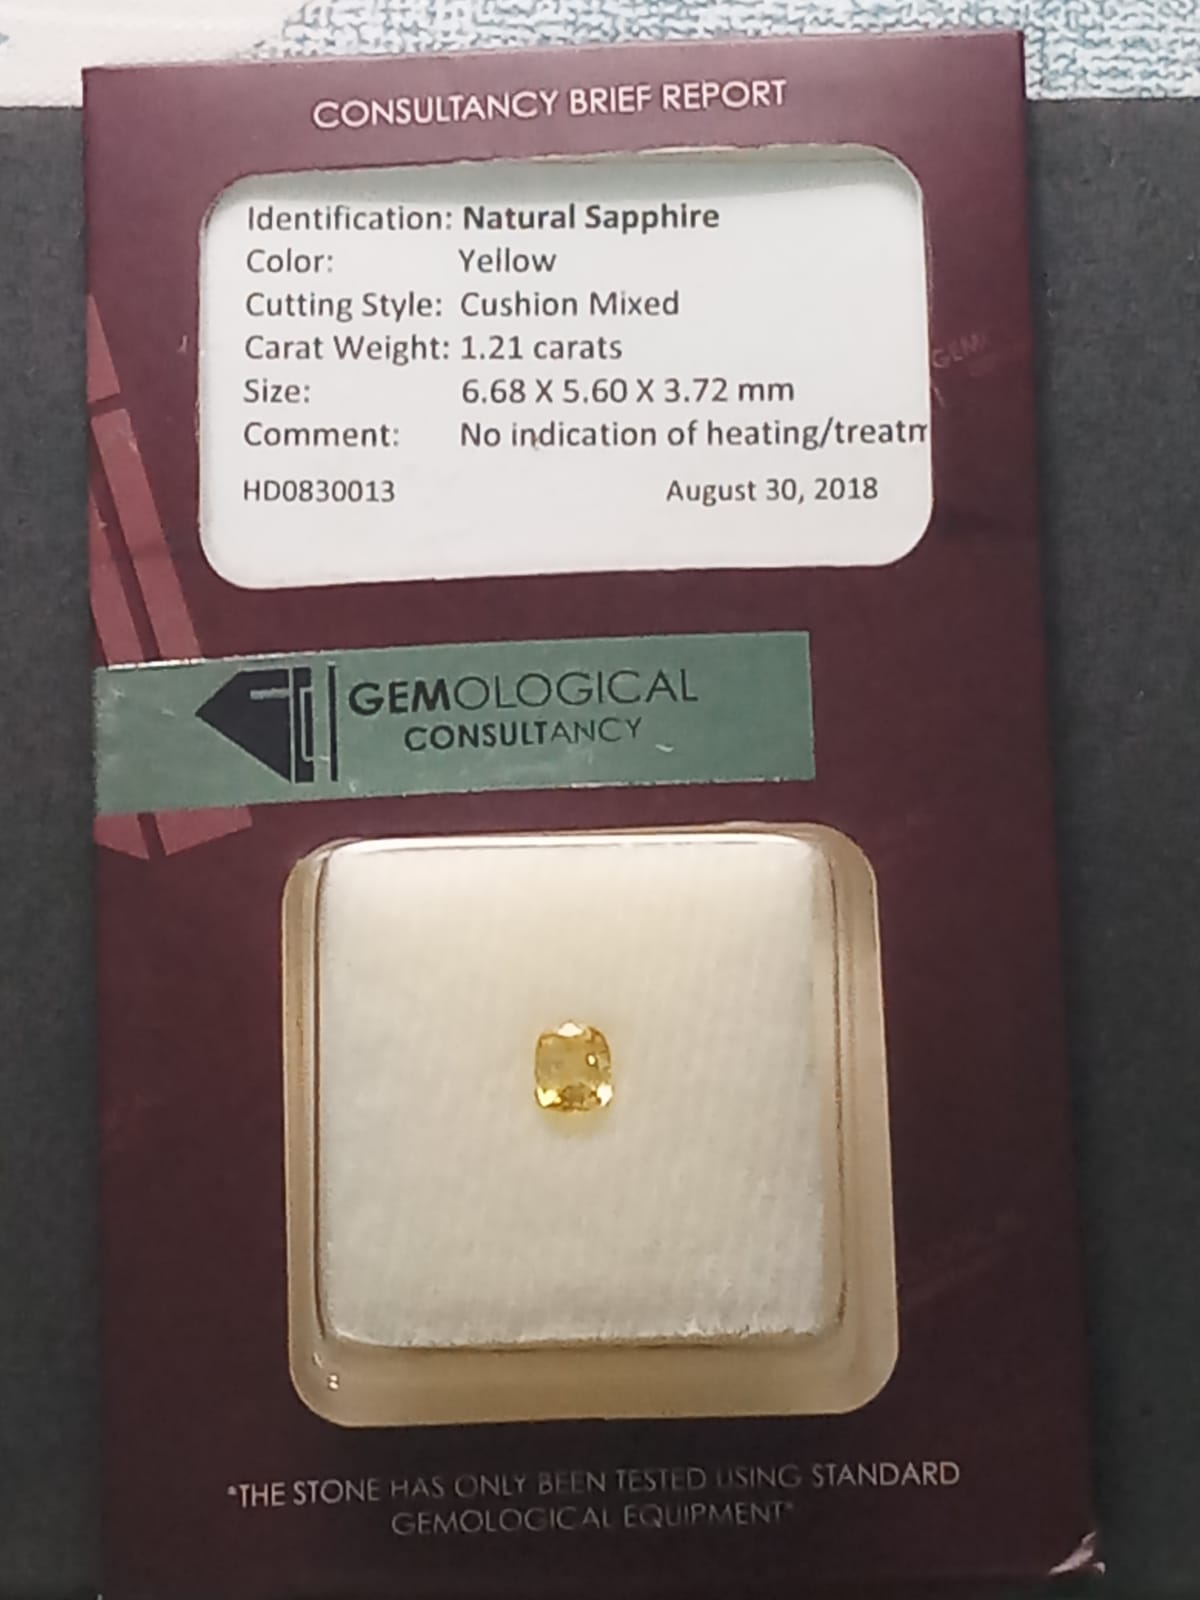 CONSULTANCY BRIEF REPORT
Identification: Natural Sapphire
Color: Yellow
Cutting Style: Cushion Mixed
Carat Weight: 1.21 carats
Size: 6.68 X 5.60 X 3.72 mm
Comment: No indication of heating/treatm
HD0830013 August 30, 2018
GEM
GEMOLOGICAL
CONSULTANCY
*THE STONE HAS ONLY BEEN TESTED USING STANDARD
GEMOLOGICAL EQUIPMENT*